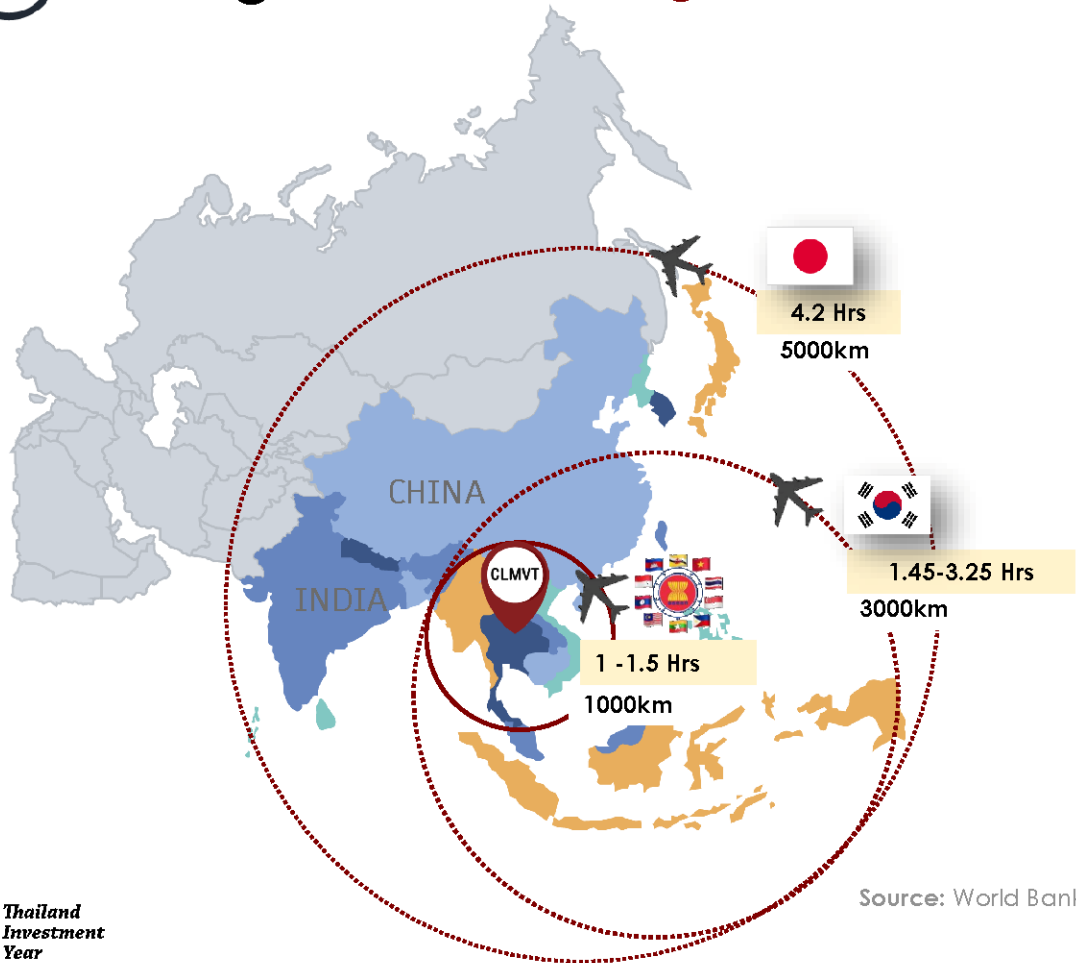 4.2 Hrs
5000km
CHINA
1.45-3.25 Hrs
3000km
CLMVT
INDIA
1 -1.5 Hrs
1000km
Source: World Bank
Thailand
Investment
Year